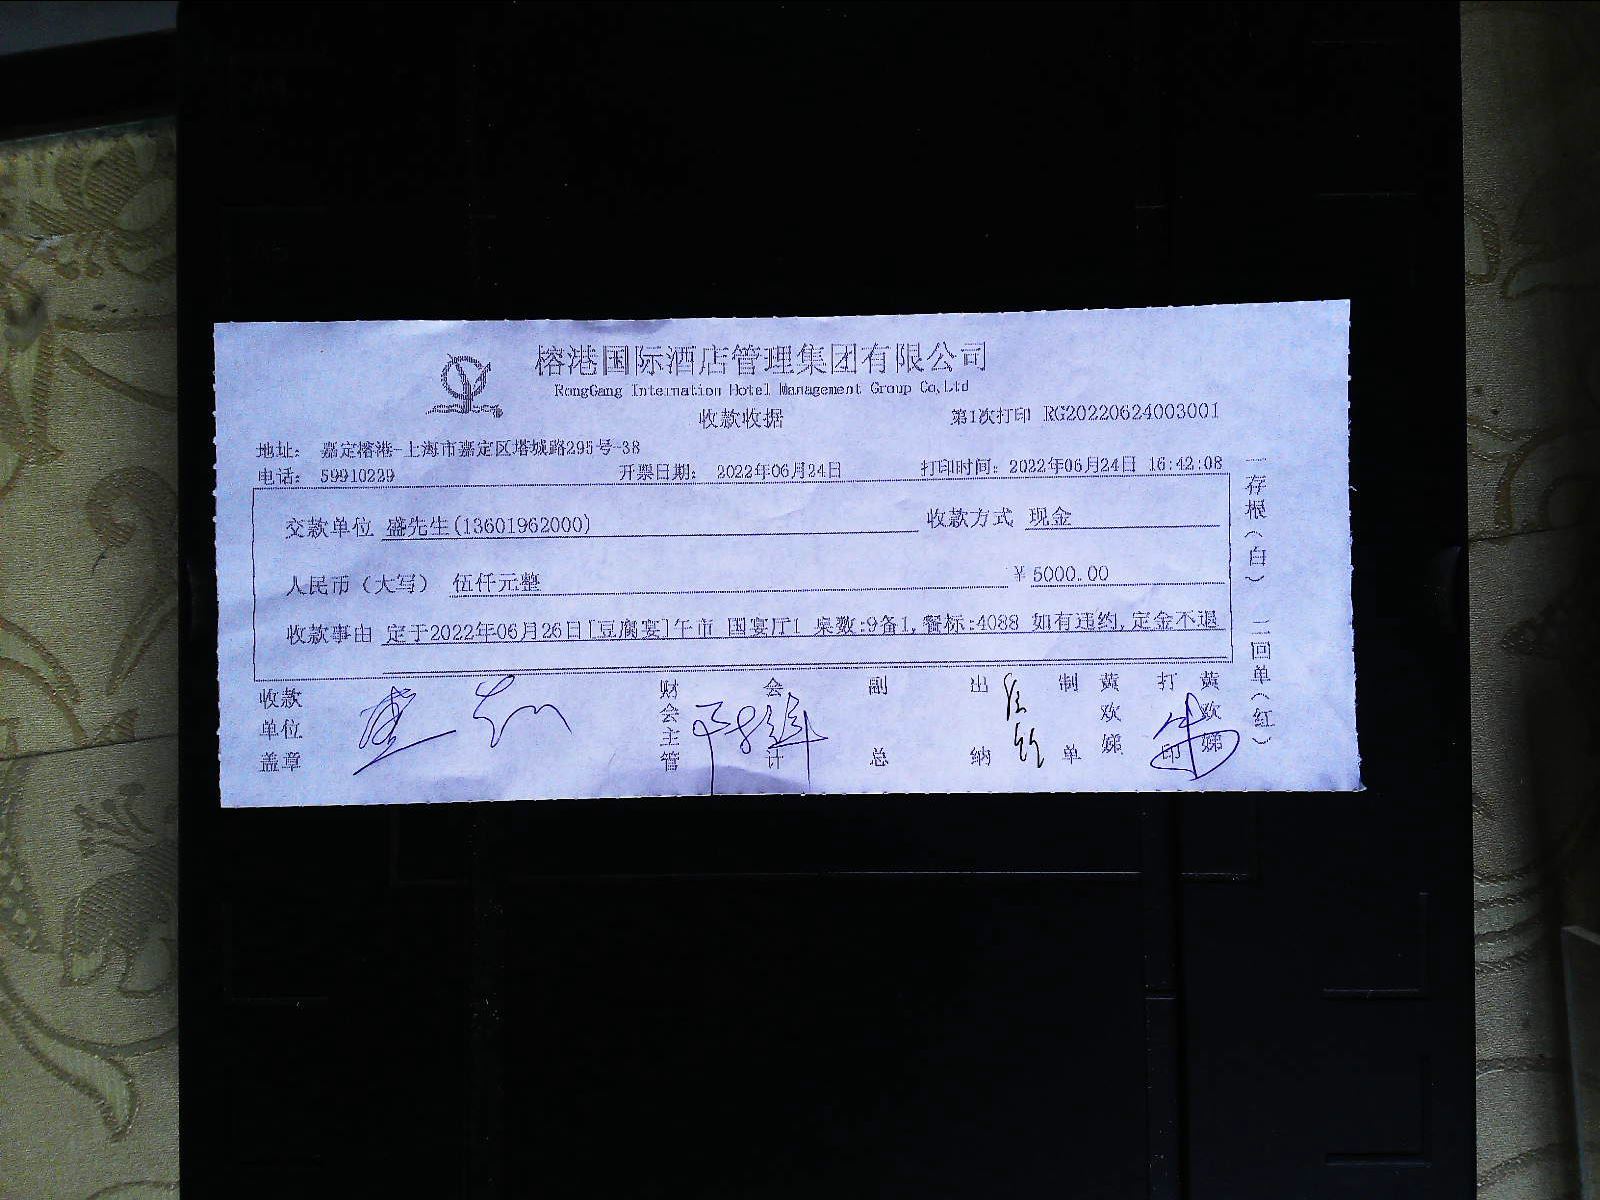 榕港国际酒店管理集团有限公司
RongGang Internation Hotel Management Group Co,Ltd
收款收据
第1次打印 RG20220624003001
地址： 嘉定榕港-上海市嘉定区塔城路295号-38
电话： 59910229 开票日期： 2022年06月24日 打印时间：2022年06月24日 16:42:08
交款单位 盛先生(13601962000) 收款方式 现金
人民币（大写） 伍仟元整 ￥5000.00
收款事由 定于2022年06月26日[豆腐宴]午市 国宴厅1 桌数:9备1,餐标:4088 如有违约,定金不退
收款单位盖章
财会主管
会计
副总
出纳
制单 黄欢娣
打印 黄欢娣
一存根（白） 二回单（红）